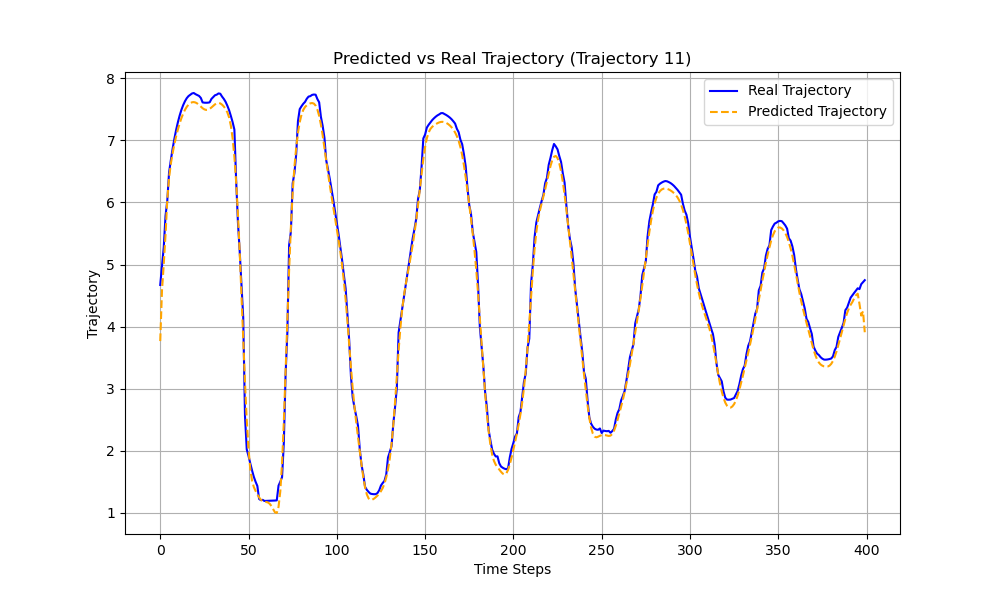 Predicted vs Real Trajectory (Trajectory 11)
Real Trajectory
Predicted Trajectory
Trajectory
8
7
6
5
4
3
2
1
0 50 100 150 200 250 300 350 400
Time Steps